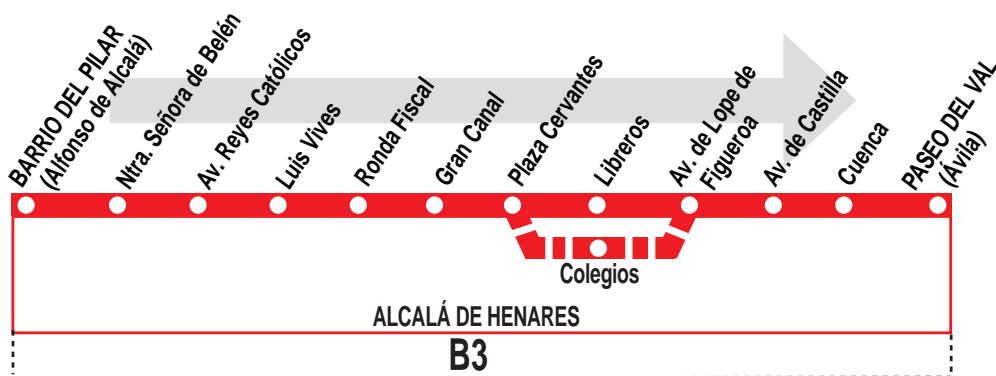 BARRIO DEL PILAR
(Alfonso de Alcalá)
Ntra. Señora de Belén
Av. Reyes Católicos
Luis Vives
Ronda Fiscal
Gran Canal
Plaza Cervantes
Libreros
Av. de Lope de
Figueroa
Av. de Castilla
Cuenca
PASEO DEL VAL
(Ávila)
Colegios
ALCALÁ DE HENARES
B3